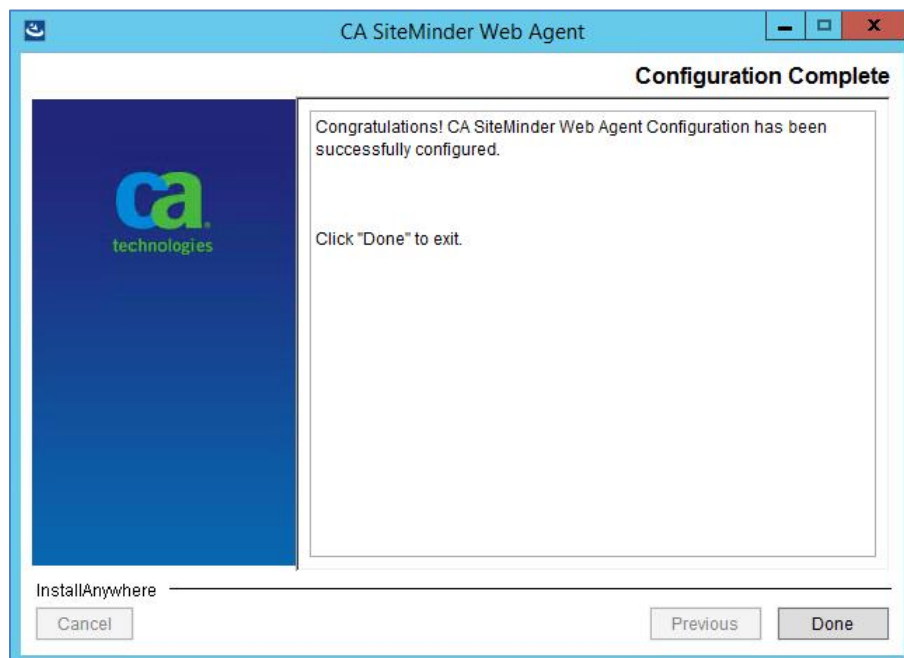 CA SiteMinder Web Agent
Configuration Complete
ca
technologies
Congratulations! CA SiteMinder Web Agent Configuration has been
successfully configured.
Click "Done" to exit.
InstallAnywhere
Cancel
Previous
Done